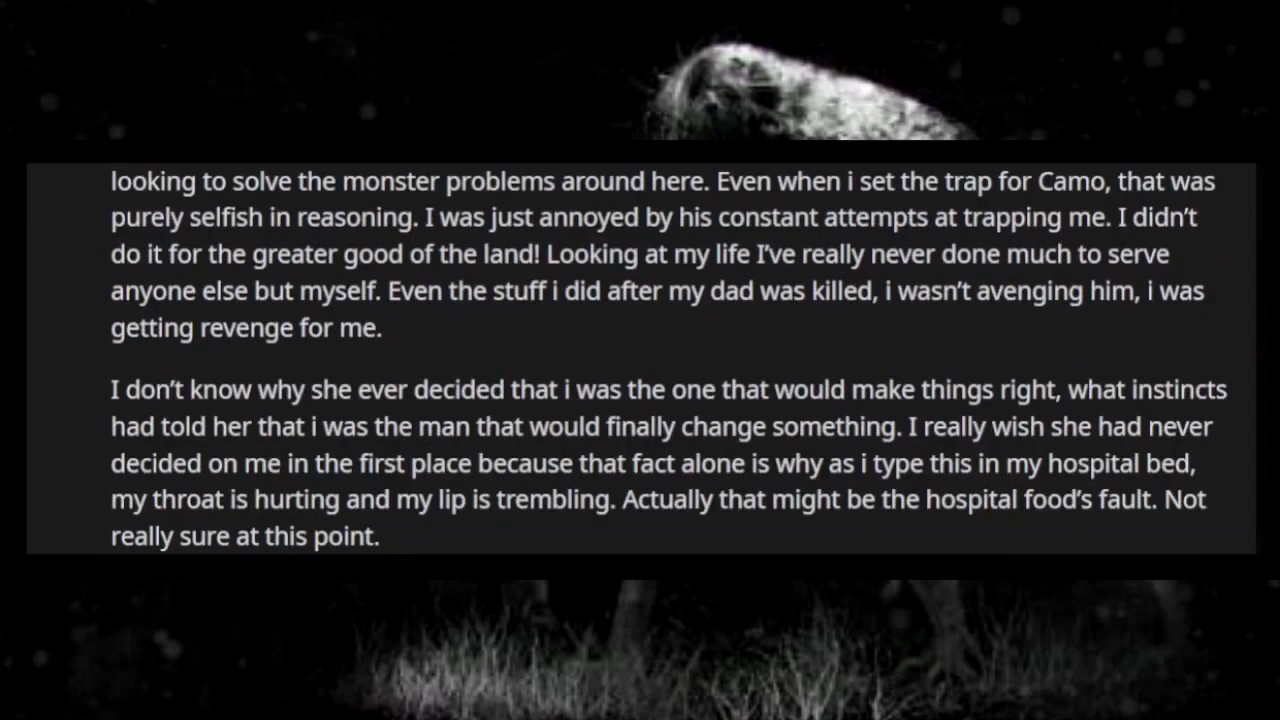 looking to solve the monster problems around here. Even when i set the trap for Camo, that was
purely selfish in reasoning. I was just annoyed by his constant attempts at trapping me. I didn’t
do it for the greater good of the land! Looking at my life I’ve really never done much to serve
anyone else but myself. Even the stuff i did after my dad was killed, i wasn’t avenging him, i was
getting revenge for me.
I don’t know why she ever decided that i was the one that would make things right, what instincts
had told her that i was the man that would finally change something. I really wish she had never
decided on me in the first place because that fact alone is why as i type this in my hospital bed,
my throat is hurting and my lip is trembling. Actually that might be the hospital food’s fault. Not
really sure at this point.